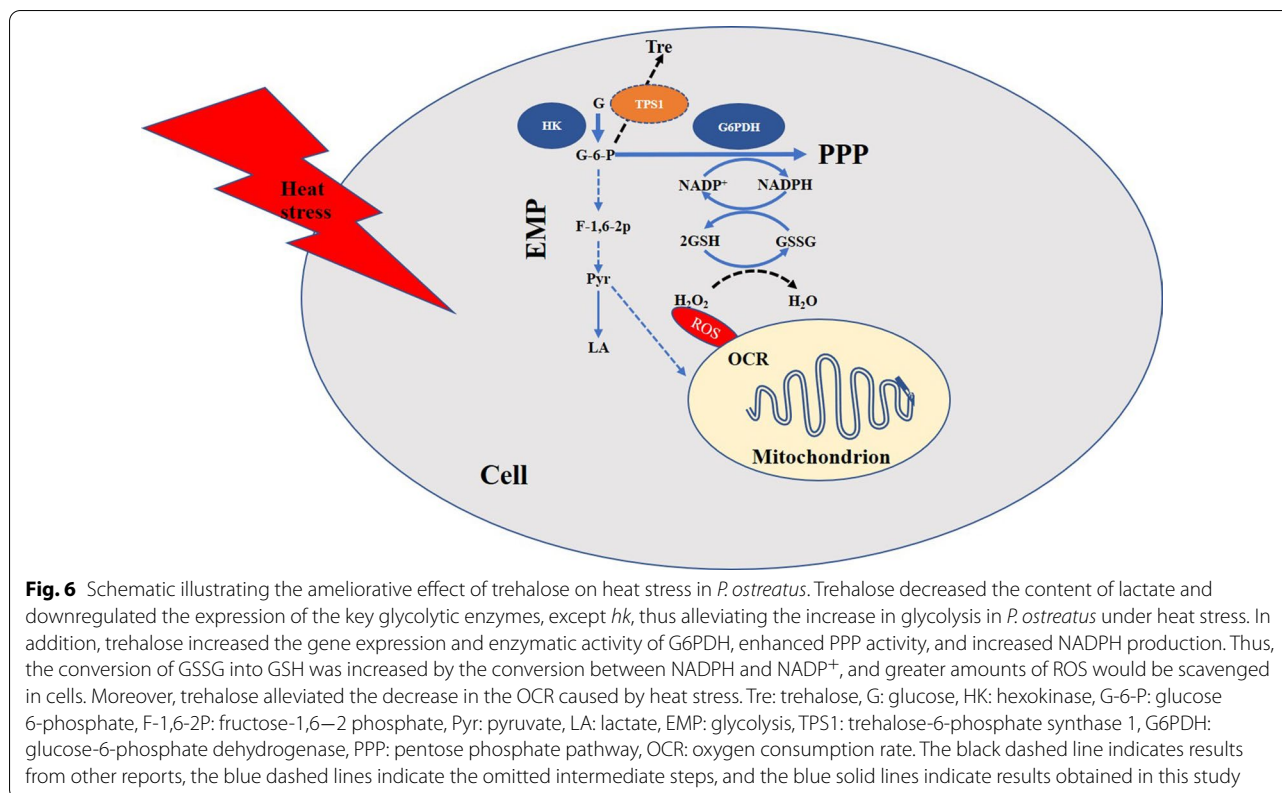 Tre
G
TPS1
HK
G6PDH
G-6-P
PPP
NADP⁺
NADPH
Heat
stress
EMP
F-1,6-2p
2GSH
GSSG
Pyr
H₂O₂
H₂O
ROS
LA
OCR
Mitochondrion
Cell
Fig. 6 Schematic illustrating the ameliorative effect of trehalose on heat stress in P. ostreatus. Trehalose decreased the content of lactate and
downregulated the expression of the key glycolytic enzymes, except hk, thus alleviating the increase in glycolysis in P. ostreatus under heat stress. In
addition, trehalose increased the gene expression and enzymatic activity of G6PDH, enhanced PPP activity, and increased NADPH production. Thus,
the conversion of GSSG into GSH was increased by the conversion between NADPH and NADP⁺, and greater amounts of ROS would be scavenged
in cells. Moreover, trehalose alleviated the decrease in the OCR caused by heat stress. Tre: trehalose, G: glucose, HK: hexokinase, G-6-P: glucose
6-phosphate, F-1,6-2P: fructose-1,6−2 phosphate, Pyr: pyruvate, LA: lactate, EMP: glycolysis, TPS1: trehalose-6-phosphate synthase 1, G6PDH:
glucose-6-phosphate dehydrogenase, PPP: pentose phosphate pathway, OCR: oxygen consumption rate. The black dashed line indicates results
from other reports, the blue dashed lines indicate the omitted intermediate steps, and the blue solid lines indicate results obtained in this study